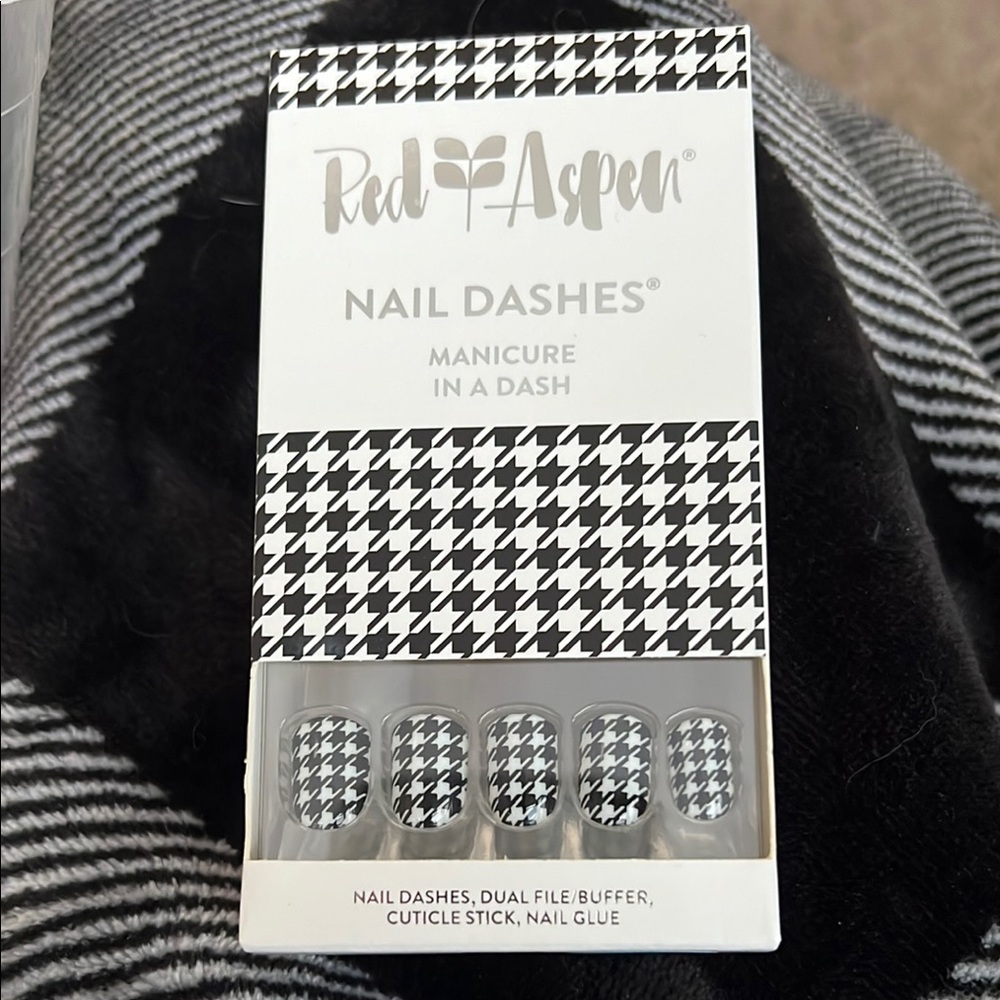 Red Aspen®
NAIL DASHES®
MANICURE
IN A DASH
NAIL DASHES, DUAL FILE/BUFFER,
CUTICLE STICK, NAIL GLUE